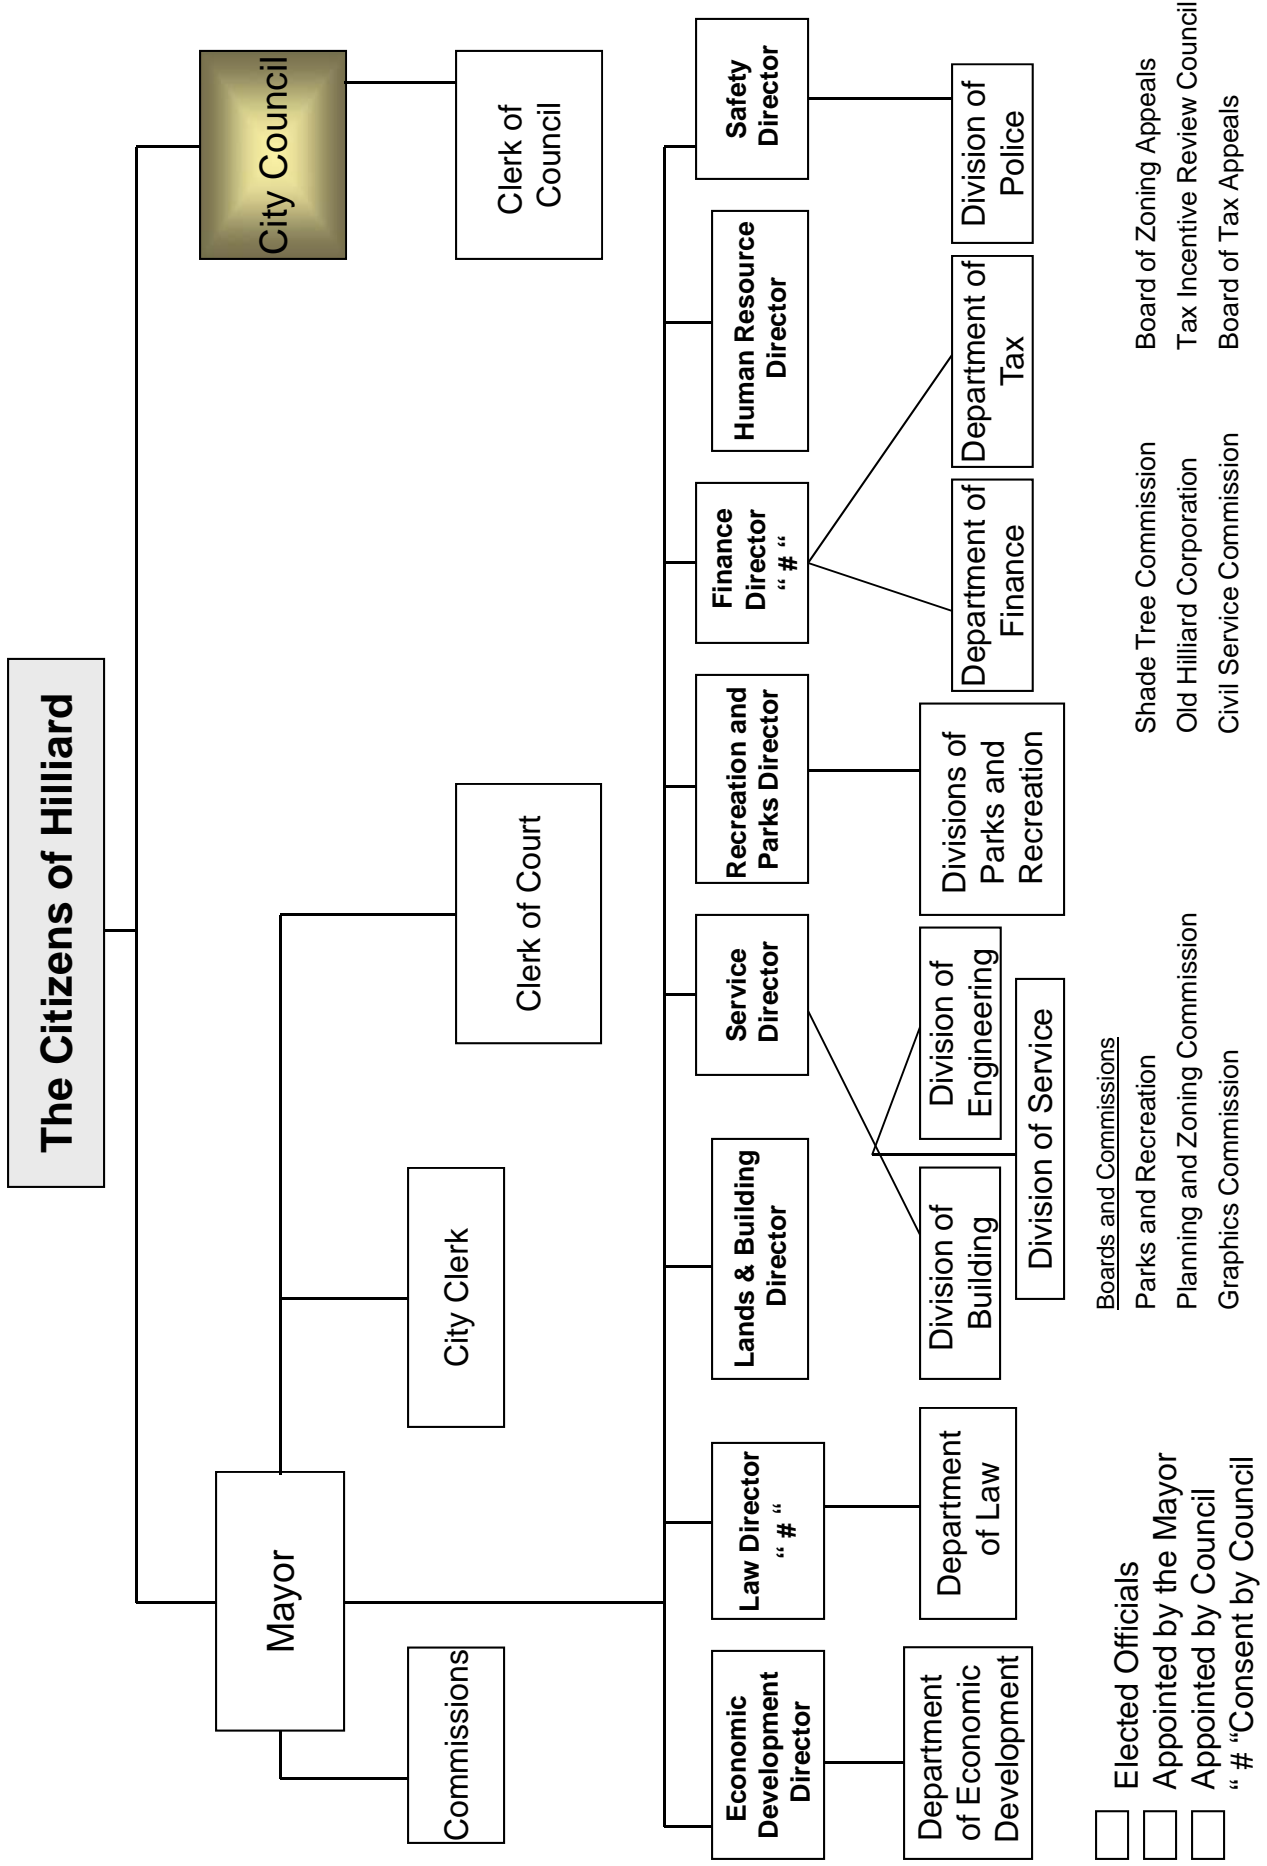 The Citizens of Hilliard
Mayor
City Council
Commissions
City Clerk
Clerk of Court
Clerk of
Council
Economic
Development
Director
Law Director
“ # “
Lands & Building
Director
Service
Director
Recreation and
Parks Director
Finance
Director
“ # “
Human Resource
Director
Safety
Director
Department
of Economic
Development
Department
of Law
Division of
Building
Division of
Engineering
Division of Service
Divisions of
Parks and
Recreation
Department of
Finance
Department of
Tax
Division of
Police
Elected Officials
Appointed by the Mayor
Appointed by Council
“ # “Consent by Council
Boards and Commissions
Parks and Recreation
Planning and Zoning Commission
Graphics Commission
Shade Tree Commission
Old Hilliard Corporation
Civil Service Commission
Board of Zoning Appeals
Tax Incentive Review Council
Board of Tax Appeals